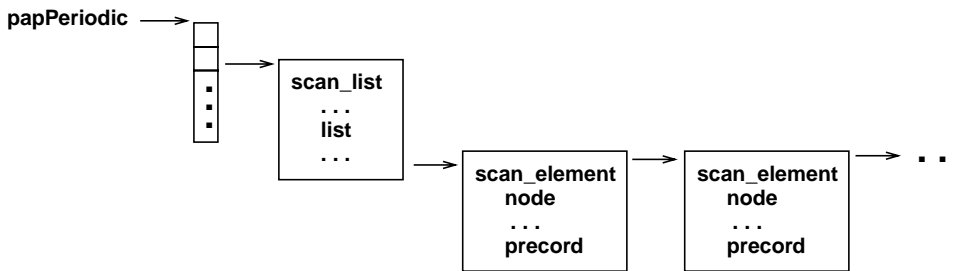 papPeriodic
scan_list
. . .
list
. . .
scan_element
node
. . .
precord
scan_element
node
. . .
precord
. .